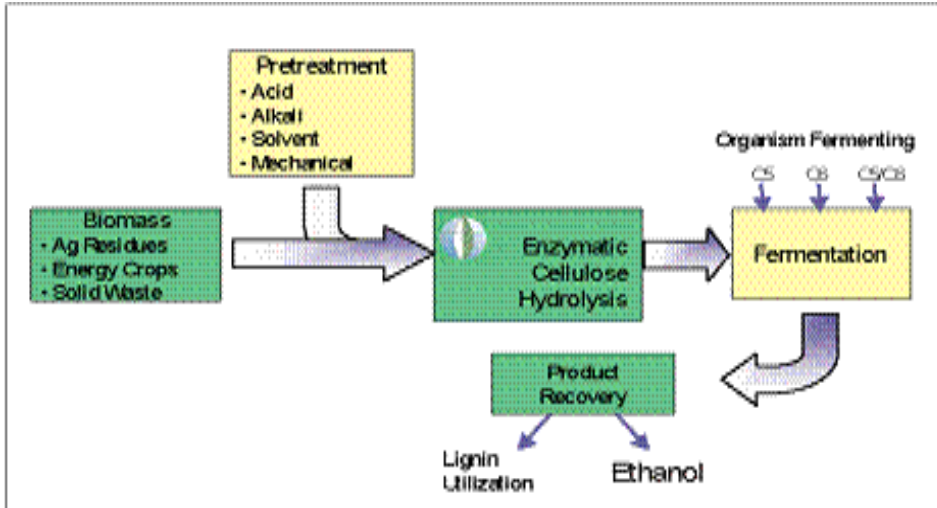 Pretreatment
• Acid
• Alkali
• Solvent
• Mechanical
Organism Fermenting
C5 C6 C5/C6
Biomass
• Ag Residues
• Energy Crops
• Solid Waste
Enzymatic
Cellulose
Hydrolysis
Fermentation
Product
Recovery
Lignin
Utilization
Ethanol